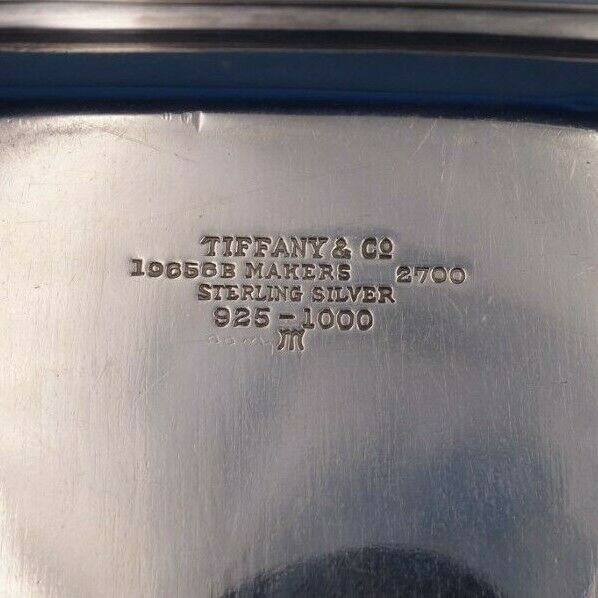 TIFFANY & Co
19656B MAKERS 2700
STERLING SILVER
925-1000
m